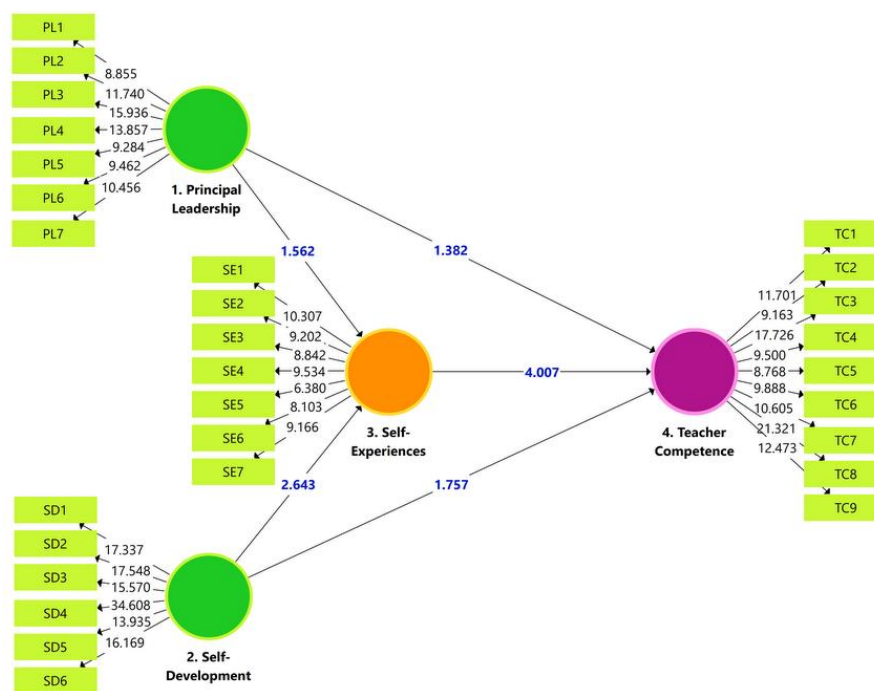 PL1
PL2
PL3
PL4
PL5
PL6
PL7
8.855
11.740
15.936
13.857
9.284
9.462
10.456
1. Principal
Leadership
1.562
1.382
SE1
SE2
SE3
SE4
SE5
SE6
SE7
10.307
9.202
8.842
9.534
6.380
8.103
9.166
3. Self-
Experiences
4.007
2.643
1.757
TC1
TC2
TC3
TC4
TC5
TC6
TC7
TC8
TC9
11.701
9.163
17.726
9.500
8.768
9.888
10.605
21.321
12.473
4. Teacher
Competence
SD1
SD2
SD3
SD4
SD5
SD6
17.337
17.548
15.570
34.608
13.935
16.169
2. Self-
Development